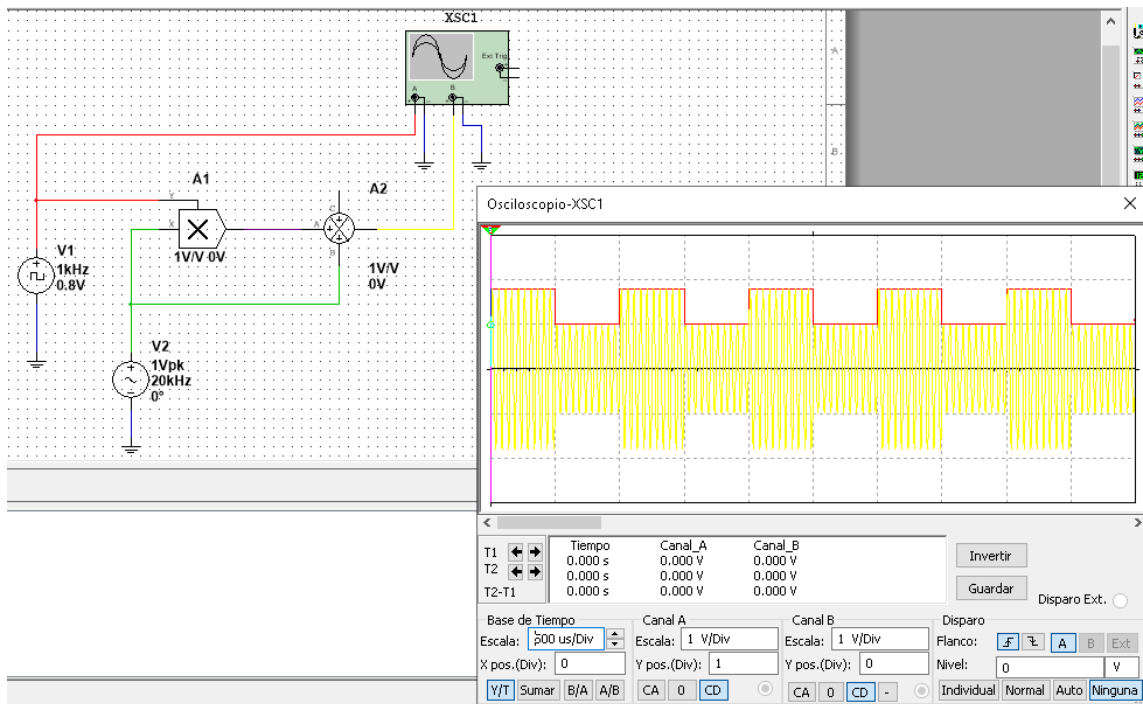 XSC1
Ext Trig
A B
A
B
A1
A2
Y
X
C
A
B
1V/V 0V
1V/V
0V
V1
1kHz
0.8V
V2
1Vpk
20kHz
0°
Osciloscopio-XSC1
T1
T2
T2-T1
Tiempo Canal_A Canal_B
0.000 s 0.000 V 0.000 V
0.000 s 0.000 V 0.000 V
0.000 s 0.000 V 0.000 V
Invertir
Guardar
Disparo Ext.
Base de Tiempo Canal A Canal B Disparo
Escala: 500 us/Div Escala: 1 V/Div Escala: 1 V/Div Flanco: A B Ext
X pos.(Div): 0 Y pos.(Div): 1 Y pos.(Div): 0 Nivel: 0 V
Y/T Sumar B/A A/B CA 0 CD CA 0 CD - Individual Normal Auto Ninguna